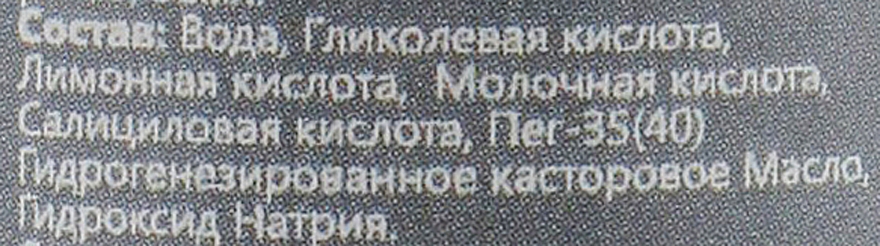 Состав: Вода, Гликолевая кислота,
Лимонная кислота, Молочная кислота,
Салициловая кислота, Пег-35(40)
Гидрогенезированное касторовое Масло,
Гидроксид Натрия.